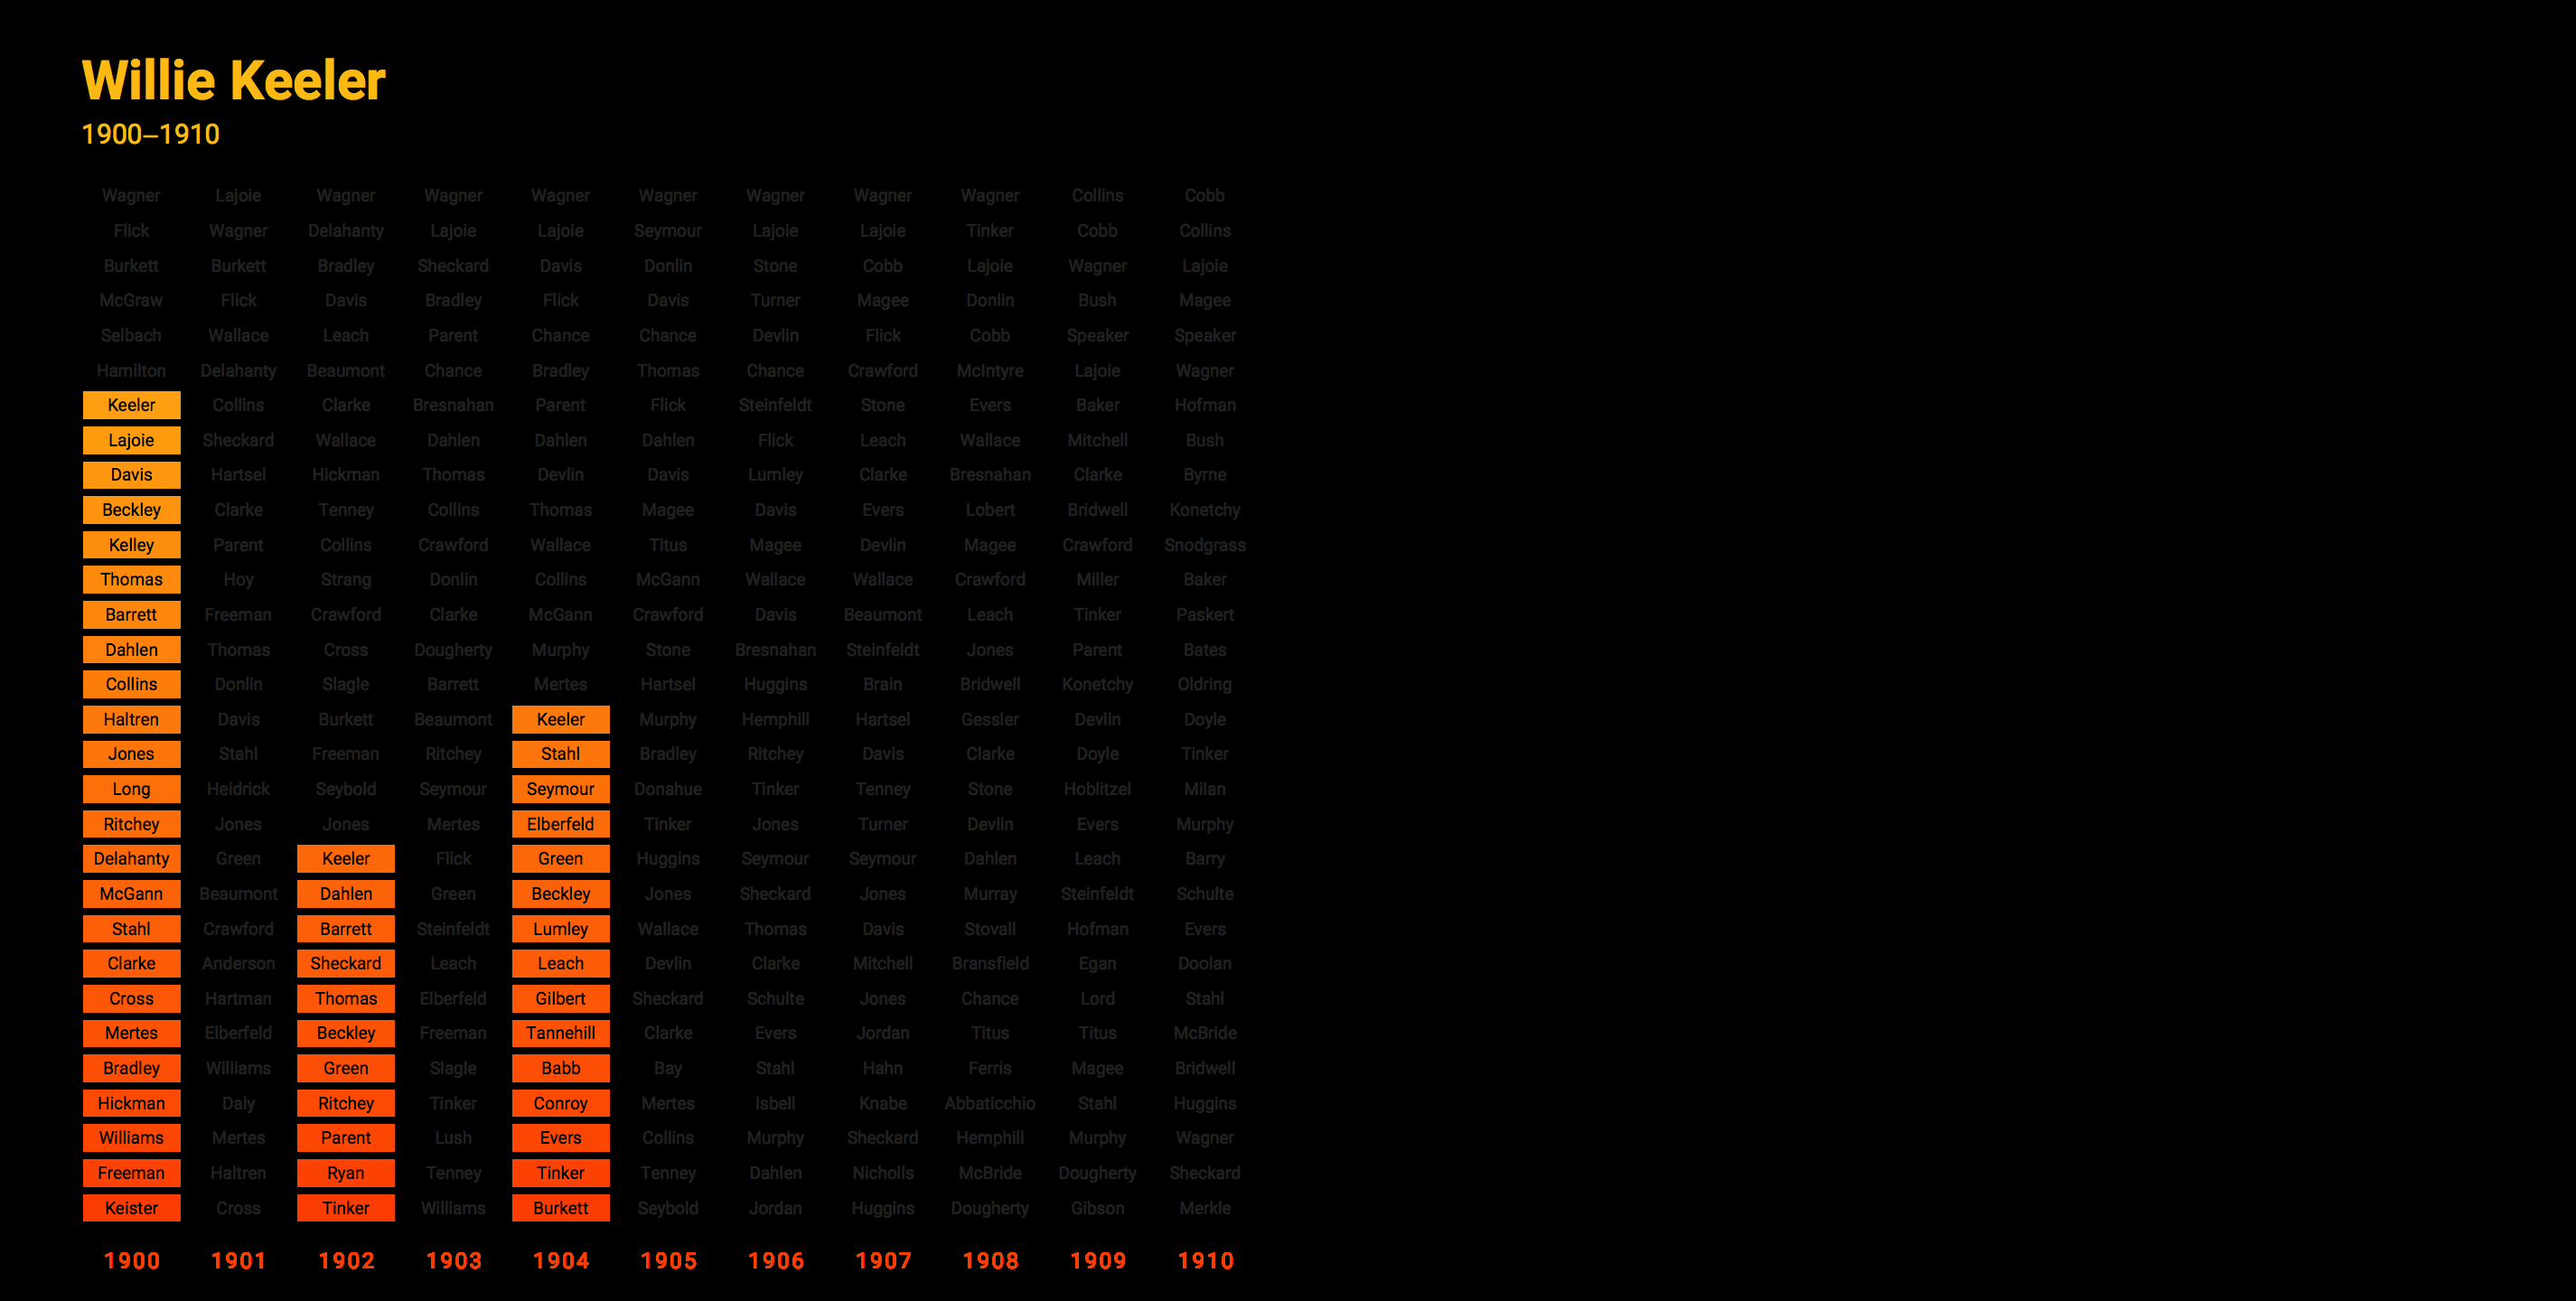 Willie Keeler
1900–1910
Wagner Lajoie Wagner Wagner Wagner Wagner Wagner Wagner Wagner Collins Cobb
Flick Wagner Delahanty Lajoie Lajoie Seymour Lajoie Lajoie Tinker Cobb Collins
Burkett Burkett Bradley Sheckard Davis Donlin Stone Cobb Lajoie Wagner Lajoie
McGraw Flick Davis Bradley Flick Davis Turner Magee Donlin Bush Magee
Selbach Wallace Leach Parent Chance Chance Devlin Flick Cobb Speaker Speaker
Hamilton Delahanty Beaumont Chance Bradley Thomas Chance Crawford McIntyre Lajoie Wagner
Keeler Collins Clarke Bresnahan Parent Flick Steinfeldt Stone Evers Baker Hofman
Lajoie Sheckard Wallace Dahlen Dahlen Dahlen Flick Leach Wallace Mitchell Bush
Davis Hartsel Hickman Thomas Devlin Davis Lumley Clarke Bresnahan Clarke Byrne
Beckley Clarke Tenney Collins Thomas Magee Davis Evers Lobert Bridwell Konetchy
Kelley Parent Collins Crawford Wallace Titus Magee Devlin Magee Crawford Snodgrass
Thomas Hoy Strang Donlin Collins McGann Wallace Wallace Crawford Miller Baker
Barrett Freeman Crawford Clarke McGann Crawford Davis Beaumont Leach Tinker Paskert
Dahlen Thomas Cross Dougherty Murphy Stone Bresnahan Steinfeldt Jones Parent Bates
Collins Donlin Slagle Barrett Mertes Hartsel Huggins Brain Bridwell Konetchy Oldring
Haltren Davis Burkett Beaumont Keeler Murphy Hemphill Hartsel Gessler Devlin Doyle
Jones Stahl Freeman Ritchey Stahl Bradley Ritchey Davis Clarke Doyle Tinker
Long Heidrick Seybold Seymour Seymour Donahue Tinker Tenney Stone Hoblitzel Milan
Ritchey Jones Jones Mertes Elberfeld Tinker Jones Turner Devlin Evers Murphy
Delahanty Green Keeler Flick Green Huggins Seymour Seymour Dahlen Leach Barry
McGann Beaumont Dahlen Green Beckley Jones Sheckard Jones Murray Steinfeldt Schulte
Stahl Crawford Barrett Steinfeldt Lumley Wallace Thomas Davis Stovall Hofman Evers
Clarke Anderson Sheckard Leach Leach Devlin Clarke Mitchell Bransfield Egan Doolan
Cross Hartman Thomas Elberfeld Gilbert Sheckard Schulte Jones Chance Lord Stahl
Mertes Elberfeld Beckley Freeman Tannehill Clarke Evers Jordan Titus Titus McBride
Bradley Williams Green Slagle Babb Bay Stahl Hahn Ferris Magee Bridwell
Hickman Daly Ritchey Tinker Conroy Mertes Isbell Knabe Abbaticchio Stahl Huggins
Williams Mertes Parent Lush Evers Collins Murphy Sheckard Hemphill Murphy Wagner
Freeman Haltren Ryan Tenney Tinker Tenney Dahlen Nicholls McBride Dougherty Sheckard
Keister Cross Tinker Williams Burkett Seybold Jordan Huggins Dougherty Gibson Merkle
1900 1901 1902 1903 1904 1905 1906 1907 1908 1909 1910